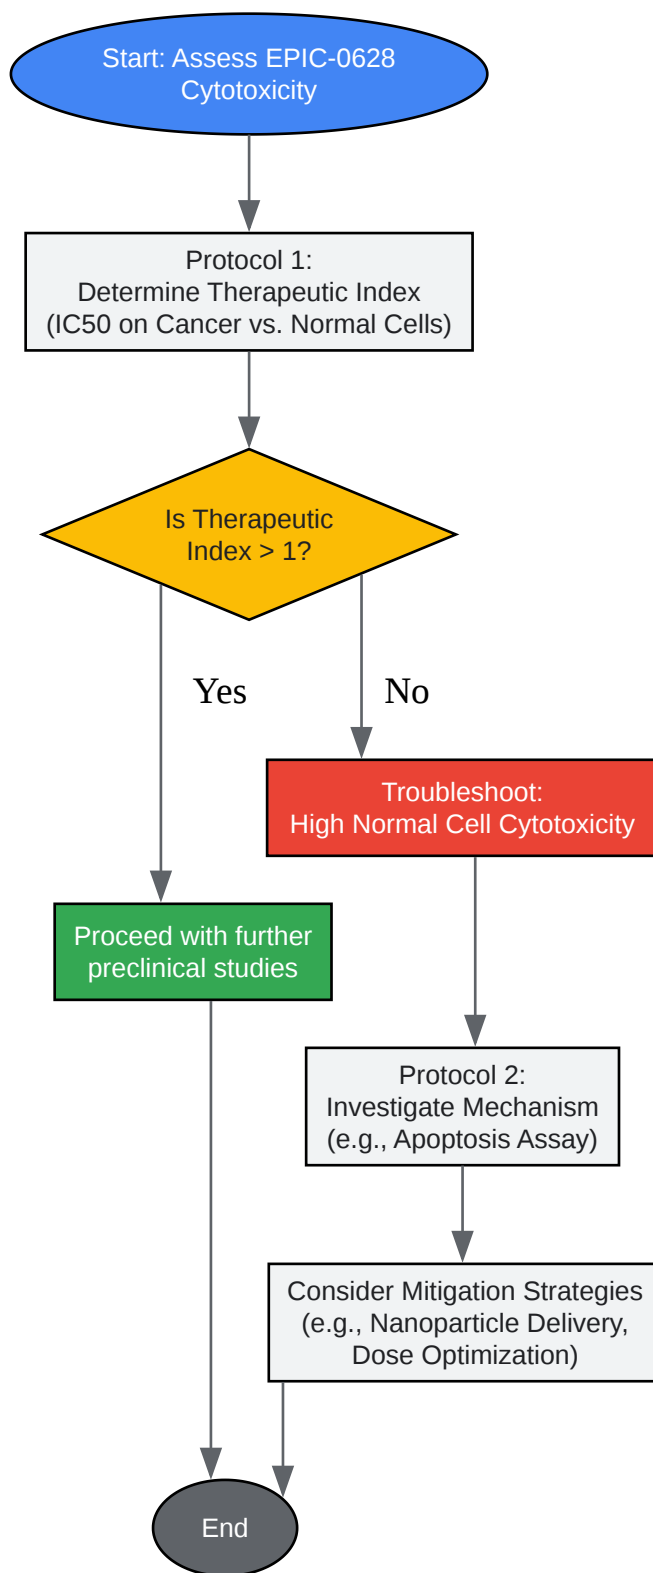 Start: Assess EPIC-0628
Cytotoxicity
Protocol 1:
Determine Therapeutic Index
(IC50 on Cancer vs. Normal Cells)
Is Therapeutic
Index > 1?
Yes
No
Troubleshoot:
High Normal Cell Cytotoxicity
Proceed with further
preclinical studies
Protocol 2:
Investigate Mechanism
(e.g., Apoptosis Assay)
Consider Mitigation Strategies
(e.g., Nanoparticle Delivery,
Dose Optimization)
End